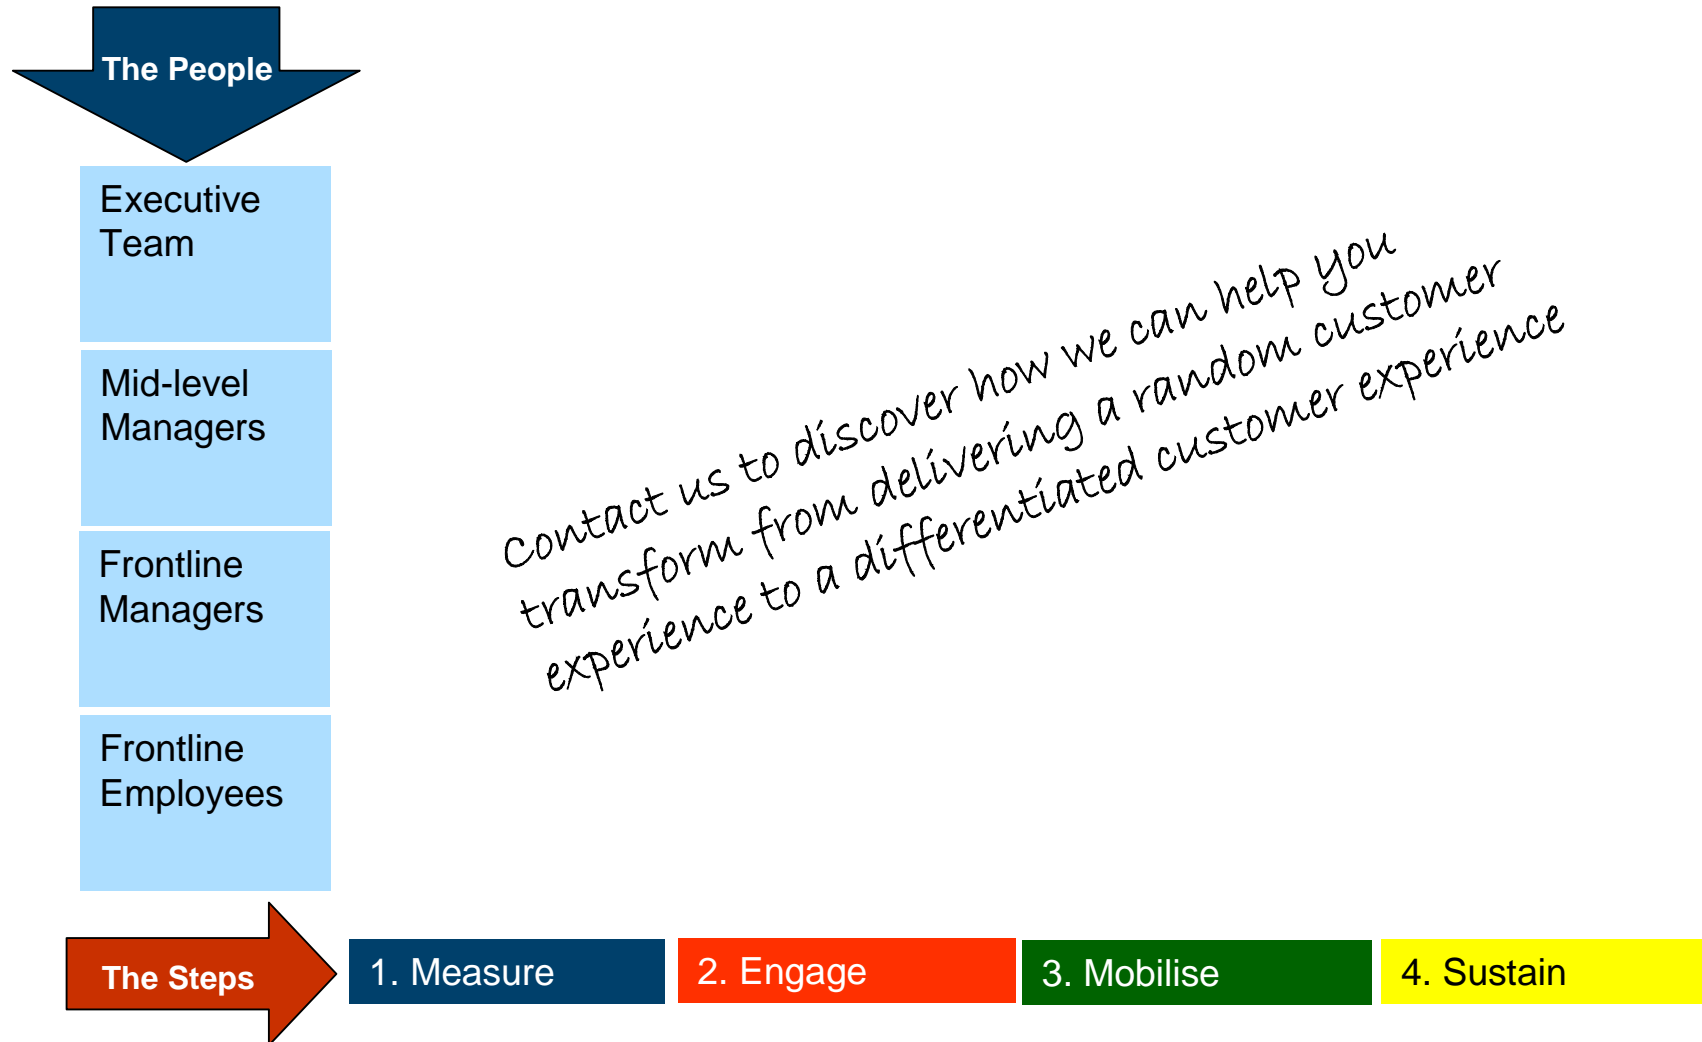 The People
Executive
Team
Mid-level
Managers
Frontline
Managers
Frontline
Employees
Contact us to discover how we can help you
transform from delivering a random customer
experience to a differentiated customer experience
The Steps
1. Measure
2. Engage
3. Mobilise
4. Sustain